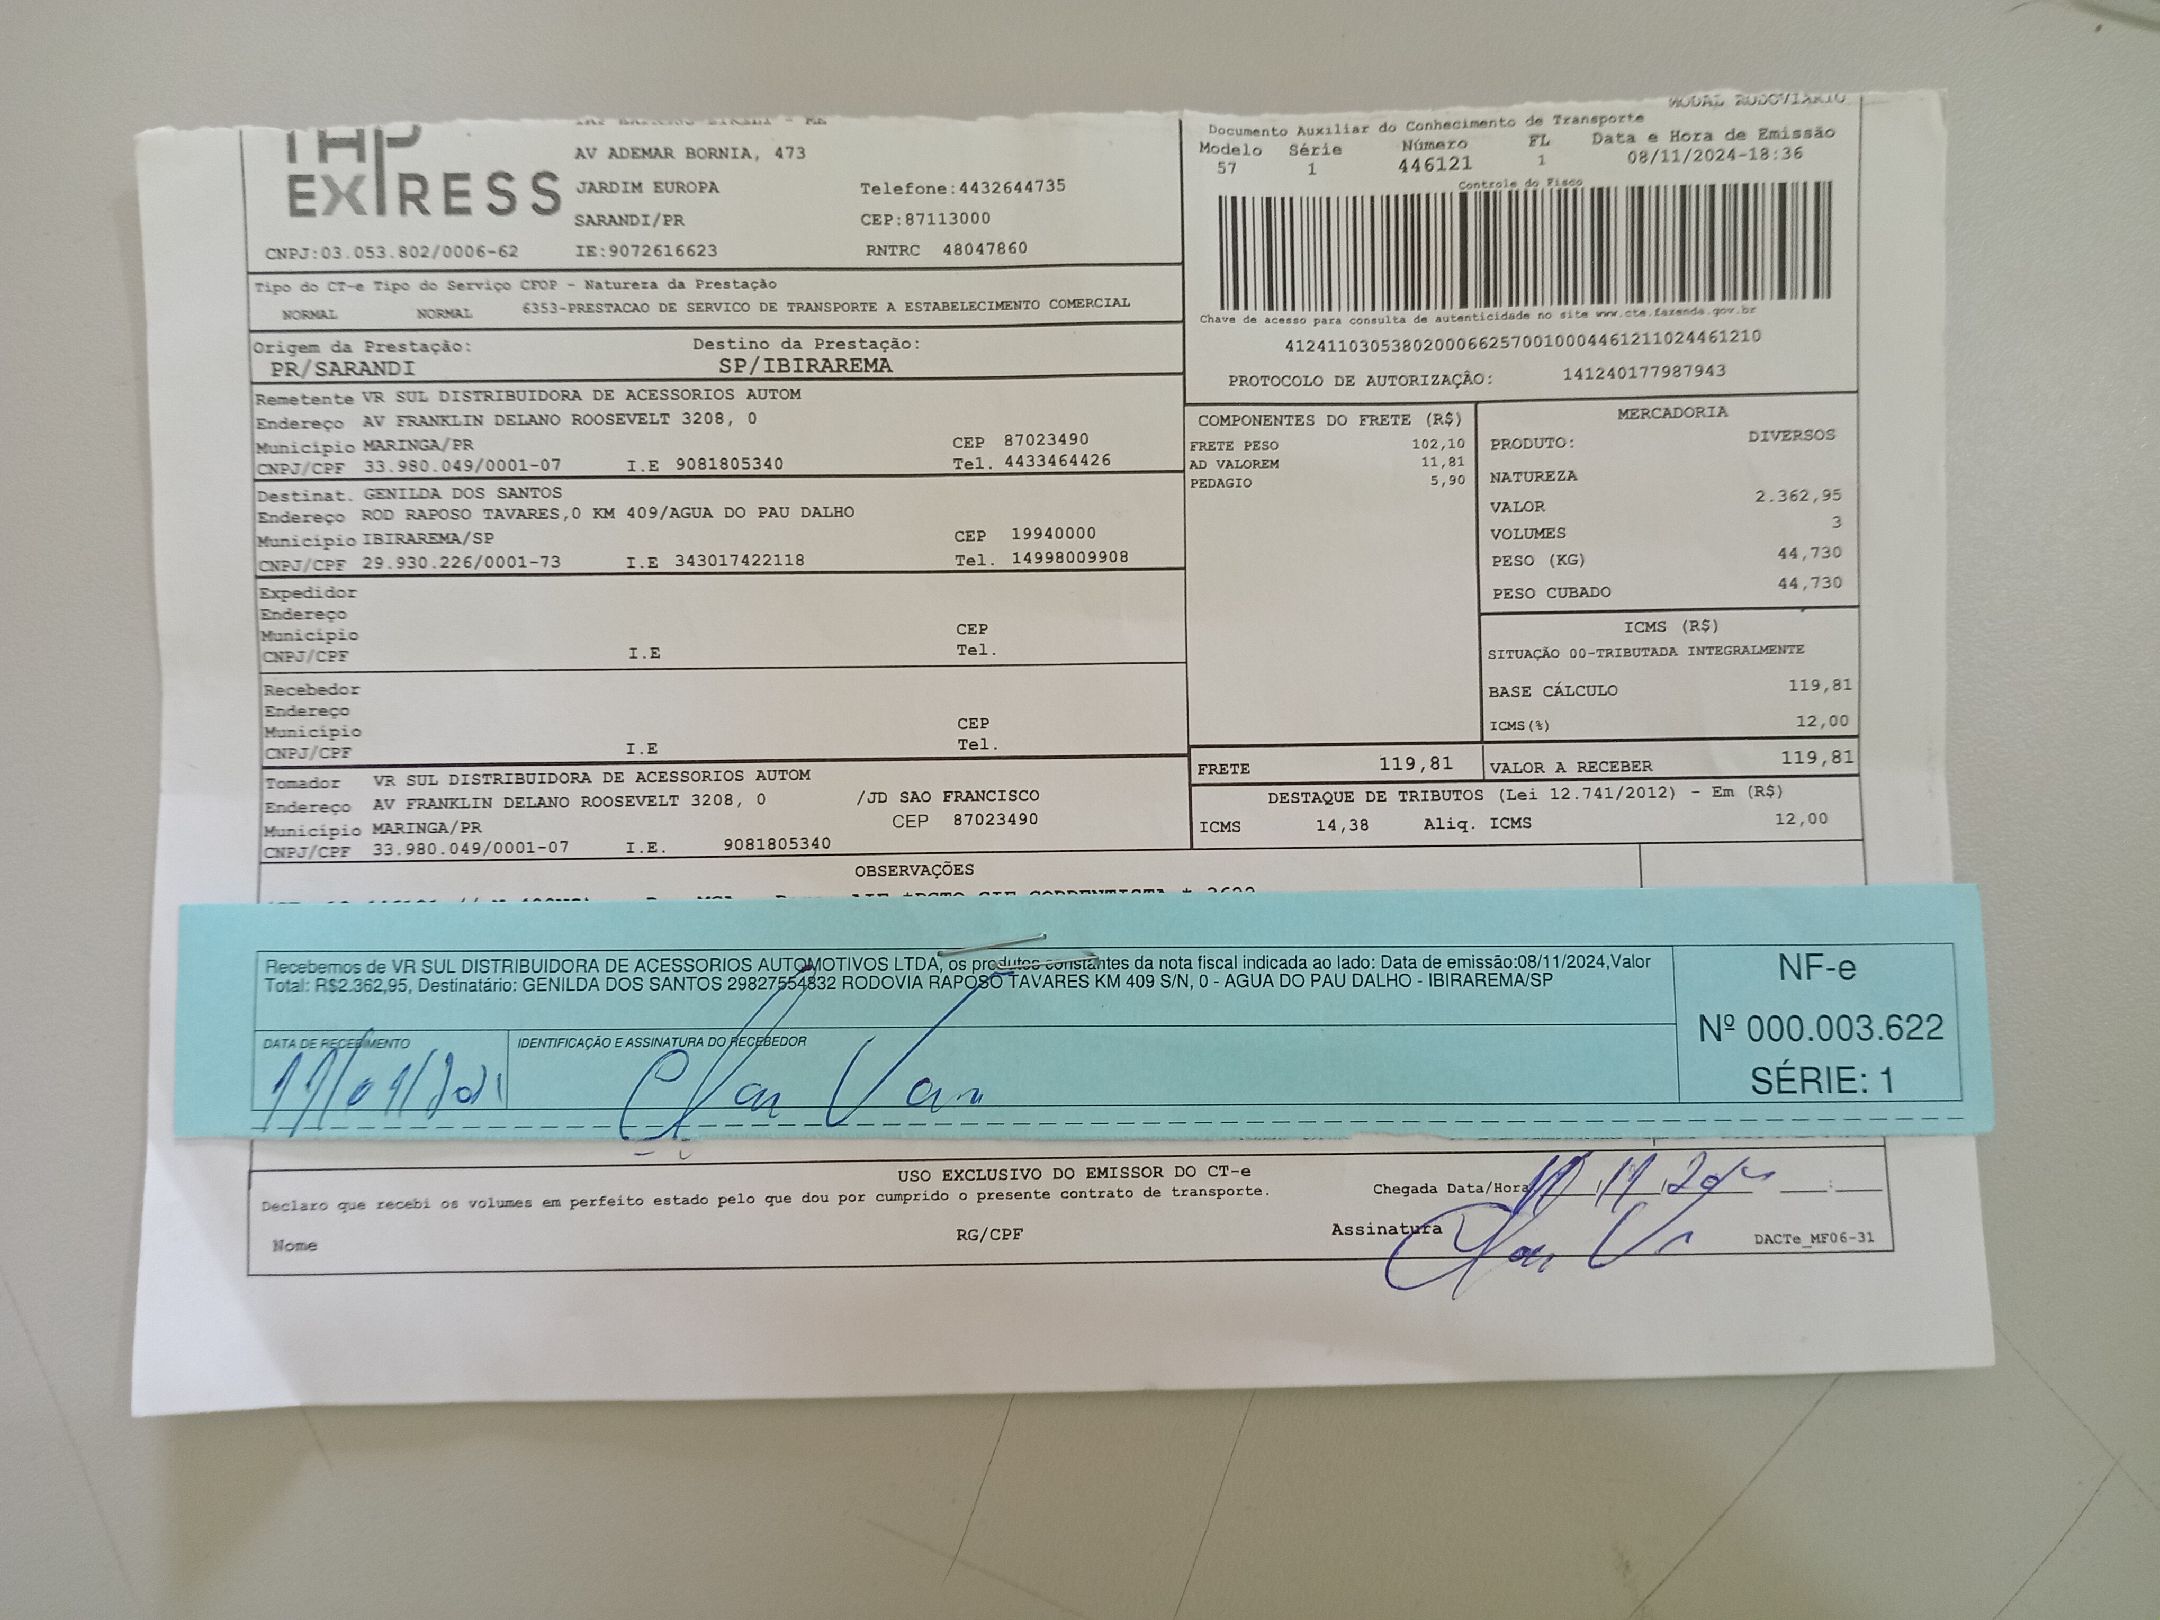 MODAL RODOVIÁRIO
EXPRESS
AV ADEMAR BORNIA, 473
JARDIM EUROPA Telefone:4432644735
SARANDI/PR CEP:87113000
CNPJ:03.053.802/0006-62 IE:9072616623 RNTRC 48047860
Documento Auxiliar do Conhecimento de Transporte
Modelo Série Número FL Data e Hora de Emissão
57 1 446121 1 08/11/2024-18:36
Controle do Fisco
Chave de acesso para consulta de autenticidade no site www.cte.fazenda.gov.br
41241103053802000662570010004461211024461210
PROTOCOLO DE AUTORIZAÇÂO: 141240177987943
Tipo do CT-e Tipo do Serviço CFOP - Natureza da Prestação
NORMAL NORMAL 6353-PRESTACAO DE SERVICO DE TRANSPORTE A ESTABELECIMENTO COMERCIAL
Origem da Prestação: Destino da Prestação:
PR/SARANDI SP/IBIRAREMA
Remetente VR SUL DISTRIBUIDORA DE ACESSORIOS AUTOM
Endereço AV FRANKLIN DELANO ROOSEVELT 3208, 0
Município MARINGA/PR CEP 87023490
CNPJ/CPF 33.980.049/0001-07 I.E 9081805340 Tel. 4433464426
Destinat. GENILDA DOS SANTOS
Endereço ROD RAPOSO TAVARES,0 KM 409/AGUA DO PAU DALHO
Município IBIRAREMA/SP CEP 19940000
CNPJ/CPF 29.930.226/0001-73 I.E 343017422118 Tel. 14998009908
Expedidor
Endereço
Município CEP
CNPJ/CPF I.E Tel.
Recebedor
Endereço
Município CEP
CNPJ/CPF I.E Tel.
Tomador VR SUL DISTRIBUIDORA DE ACESSORIOS AUTOM
Endereço AV FRANKLIN DELANO ROOSEVELT 3208, 0 /JD SAO FRANCISCO
Município MARINGA/PR CEP 87023490
CNPJ/CPF 33.980.049/0001-07 I.E. 9081805340
COMPONENTES DO FRETE (R$)
FRETE PESO 102,10
AD VALOREM 11,81
PEDAGIO 5,90
MERCADORIA
PRODUTO: DIVERSOS
NATUREZA
VALOR 2.362,95
VOLUMES 3
PESO (KG) 44,730
PESO CUBADO 44,730
ICMS (R$)
SITUAÇÃO 00-TRIBUTADA INTEGRALMENTE
BASE CÁLCULO 119,81
ICMS(%) 12,00
FRETE 119,81 VALOR A RECEBER 119,81
DESTAQUE DE TRIBUTOS (Lei 12.741/2012) - Em (R$)
ICMS 14,38 Aliq. ICMS 12,00
OBSERVAÇÕES
Recebemos de VR SUL DISTRIBUIDORA DE ACESSORIOS AUTOMOTIVOS LTDA, os produtos constantes da nota fiscal indicada ao lado: Data de emissão:08/11/2024,Valor
Total: R$2.362,95, Destinatário: GENILDA DOS SANTOS 29827554832 RODOVIA RAPOSO TAVARES KM 409 S/N, 0 - AGUA DO PAU DALHO - IBIRAREMA/SP
DATA DE RECEBIMENTO IDENTIFICAÇÃO E ASSINATURA DO RECEBEDOR
NF-e
Nº 000.003.622
SÉRIE: 1
USO EXCLUSIVO DO EMISSOR DO CT-e
Declaro que recebi os volumes em perfeito estado pelo que dou por cumprido o presente contrato de transporte.
Chegada Data/Hora
Nome RG/CPF Assinatura DACTe_MF06-31